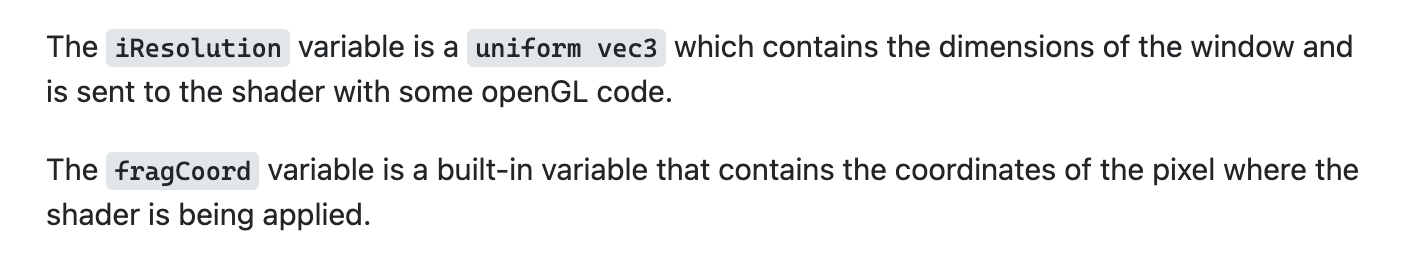 The iResolution variable is a uniform vec3 which contains the dimensions of the window and
is sent to the shader with some openGL code.
The fragCoord variable is a built-in variable that contains the coordinates of the pixel where the
shader is being applied.